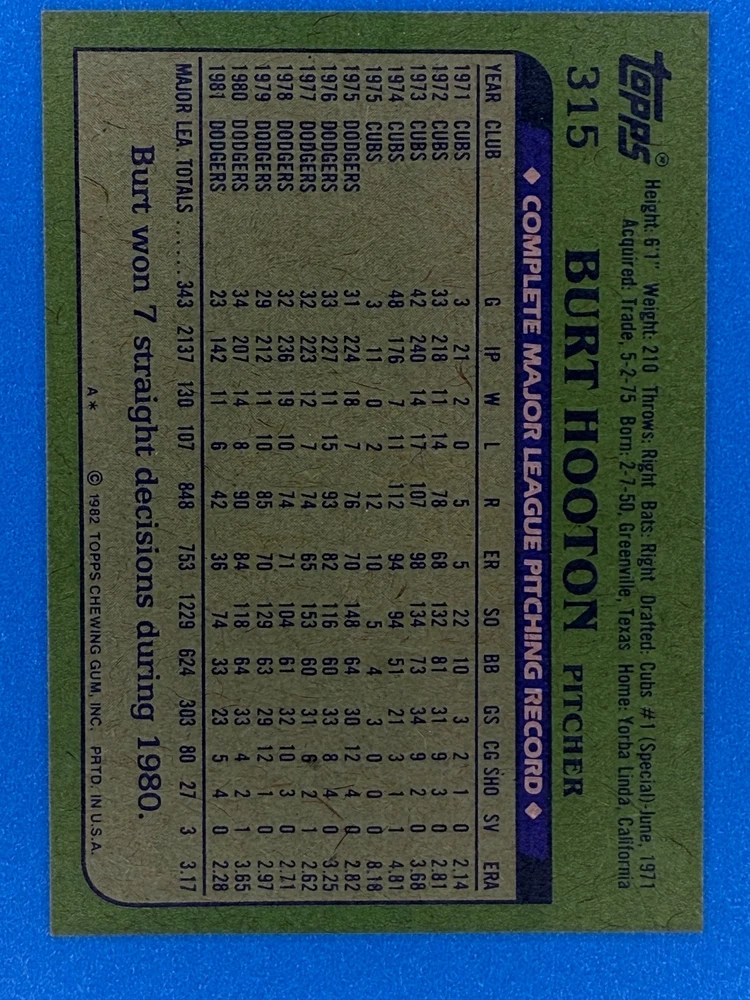 topps®
Height: 6'1" Weight: 210 Throws: Right Bats: Right Drafted: Cubs #1 (Special)-June, 1971
Acquired: Trade, 5-2-75 Born: 2-7-50, Greenville, Texas Home: Yorba Linda, California
315 BURT HOOTON PITCHER
◆ COMPLETE MAJOR LEAGUE PITCHING RECORD ◆
YEAR CLUB G IP W L R ER SO BB GS CG SHO SV ERA
1971 CUBS 3 21 2 0 5 5 22 10 3 2 1 0 2.14
1972 CUBS 33 218 11 14 78 68 132 81 31 9 3 0 2.81
1973 CUBS 42 240 14 17 107 98 134 73 34 9 2 0 3.68
1974 CUBS 48 176 7 11 112 94 94 51 21 3 1 1 4.81
1975 CUBS 3 11 0 2 12 10 5 4 3 0 0 0 8.18
1975 DODGERS 31 224 18 7 76 70 148 64 30 12 4 0 2.82
1976 DODGERS 33 227 11 15 93 82 116 60 33 8 4 0 3.25
1977 DODGERS 32 223 12 7 74 65 153 60 31 6 2 1 2.62
1978 DODGERS 32 236 19 10 74 71 104 61 32 10 3 0 2.71
1979 DODGERS 29 212 11 10 85 70 129 63 29 12 1 0 2.97
1980 DODGERS 34 207 14 8 90 84 118 64 33 4 2 1 3.65
1981 DODGERS 23 142 11 6 42 36 74 33 23 5 4 0 2.28
MAJOR LEA. TOTALS ...... 343 2137 130 107 848 753 1229 624 303 80 27 3 3.17
Burt won 7 straight decisions during 1980.
A* © 1982 TOPPS CHEWING GUM, INC. PRTD. IN U.S.A.